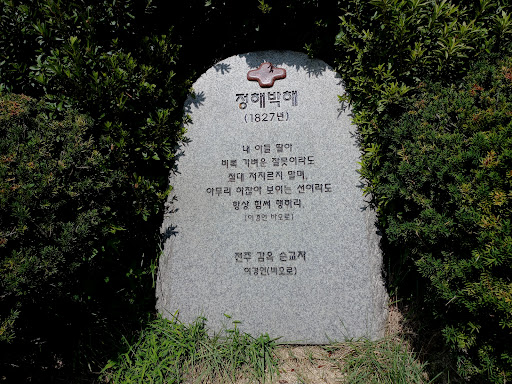 정해박해
(1827년)
내 아들 딸아
비록 가벼운 잘못이라도
절대 저지르지 말며,
아무리 하찮아 보이는 선이라도
항상 힘써 행하라.
[이경언 바오로]
전주 감옥 순교자
이경언(바오로)